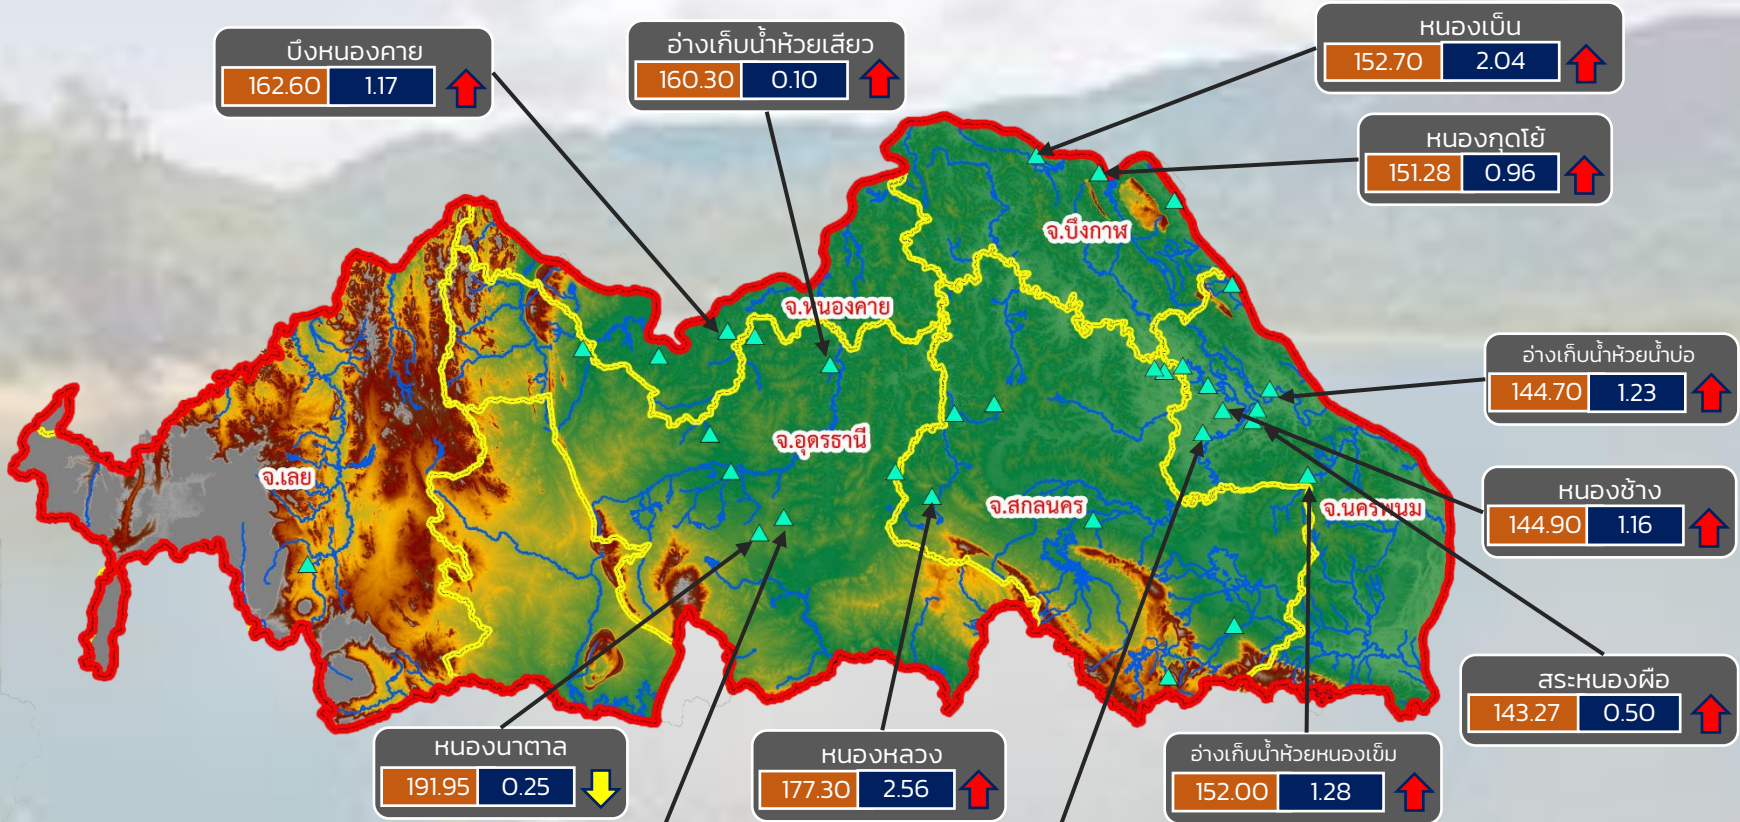 บึงหนองคาย
162.60 1.17
อ่างเก็บน้ำห้วยเสียว
160.30 0.10
หนองเบ็น
152.70 2.04
หนองกุดโย้
151.28 0.96
จ.บึงกาฬ
จ.หนองคาย
อ่างเก็บน้ำห้วยน้ำบ่อ
144.70 1.23
จ.อุดรธานี
จ.เลย
จ.สกลนคร
จ.นครพนม
หนองช้าง
144.90 1.16
สระหนองผือ
143.27 0.50
หนองนาตาล
191.95 0.25
หนองหลวง
177.30 2.56
อ่างเก็บน้ำห้วยหนองเข็ม
152.00 1.28